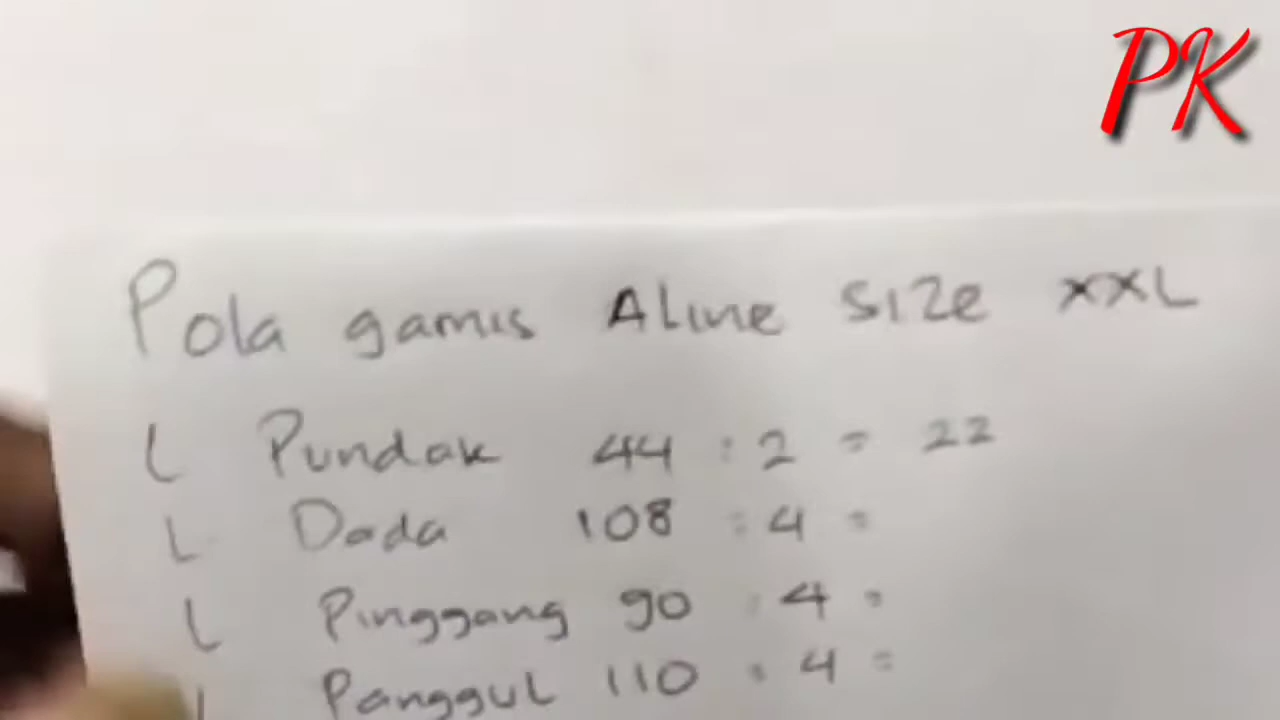 PK
Pola gamis Aline Size XXL
L Pundak 44 : 2 = 22
L Dada 108 : 4 =
L Pinggang 90 : 4 =
L Panggul 110 : 4 =